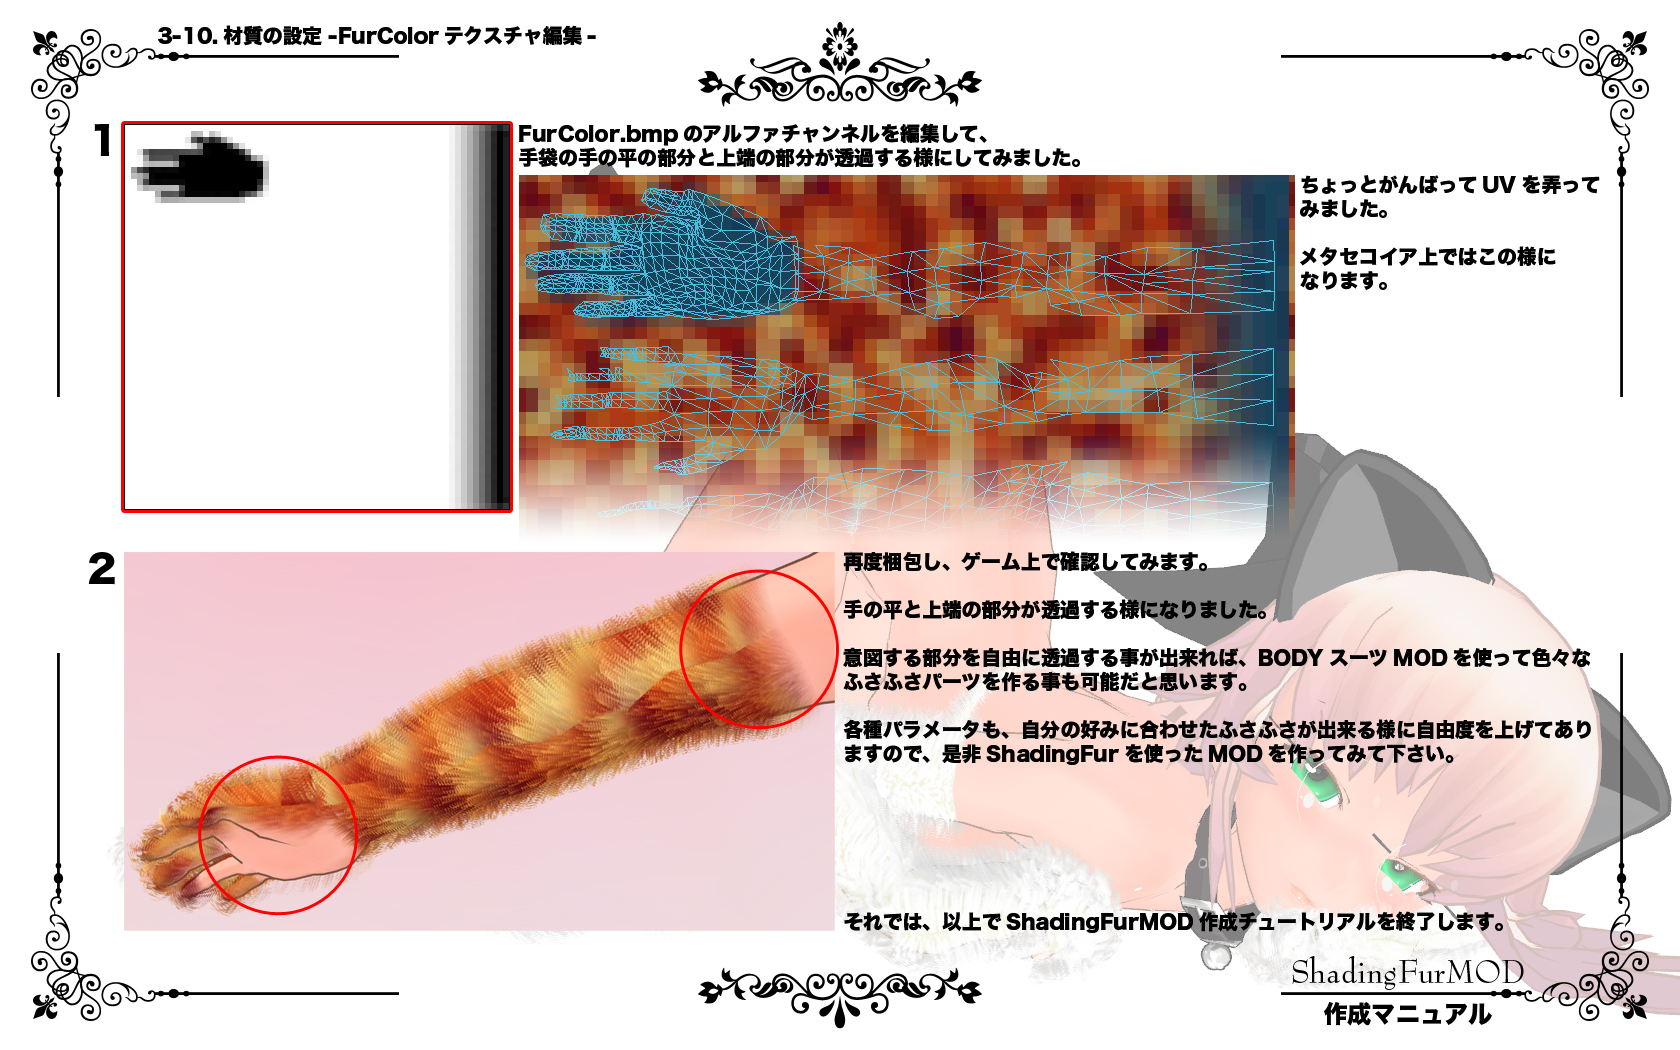 3-10. 材質の設定 -FurColor テクスチャ編集 -
1
FurColor.bmp のアルファチャンネルを編集して、
手袋の手の平の部分と上端の部分が透過する様にしてみました。
ちょっとがんばって UV を弄って
みました。
メタセコイア上ではこの様に
なります。
2
再度梱包し、ゲーム上で確認してみます。
手の平と上端の部分が透過する様になりました。
意図する部分を自由に透過する事が出来れば、BODY スーツ MOD を使って色々な
ふさふさパーツを作る事も可能だと思います。
各種パラメータも、自分の好みに合わせたふさふさが出来る様に自由度を上げてあり
ますので、是非 ShadingFur を使った MOD を作ってみて下さい。
それでは、以上で ShadingFurMOD 作成チュートリアルを終了します。
ShadingFurMOD
作成マニュアル